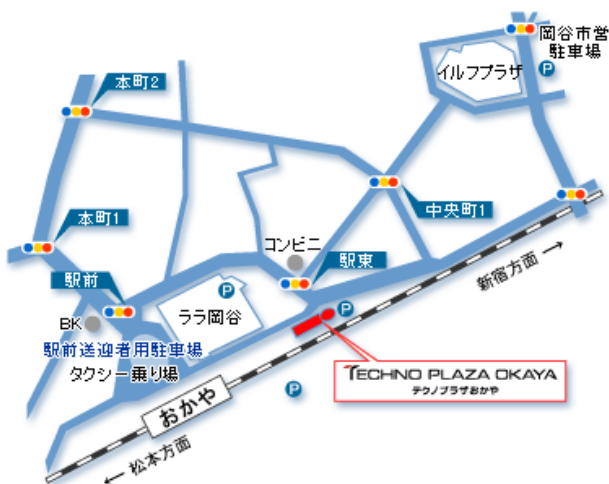 岡谷市営
駐車場
P
イルフプラザ
本町2
中央町1
本町1
コンビニ
駅東
新宿方面 →
駅前
P
ララ岡谷
P
BK
駅前送迎者用駐車場
タクシー乗り場
TECHNO PLAZA OKAYA
テクノプラザおかや
P
おかや
← 松本方面